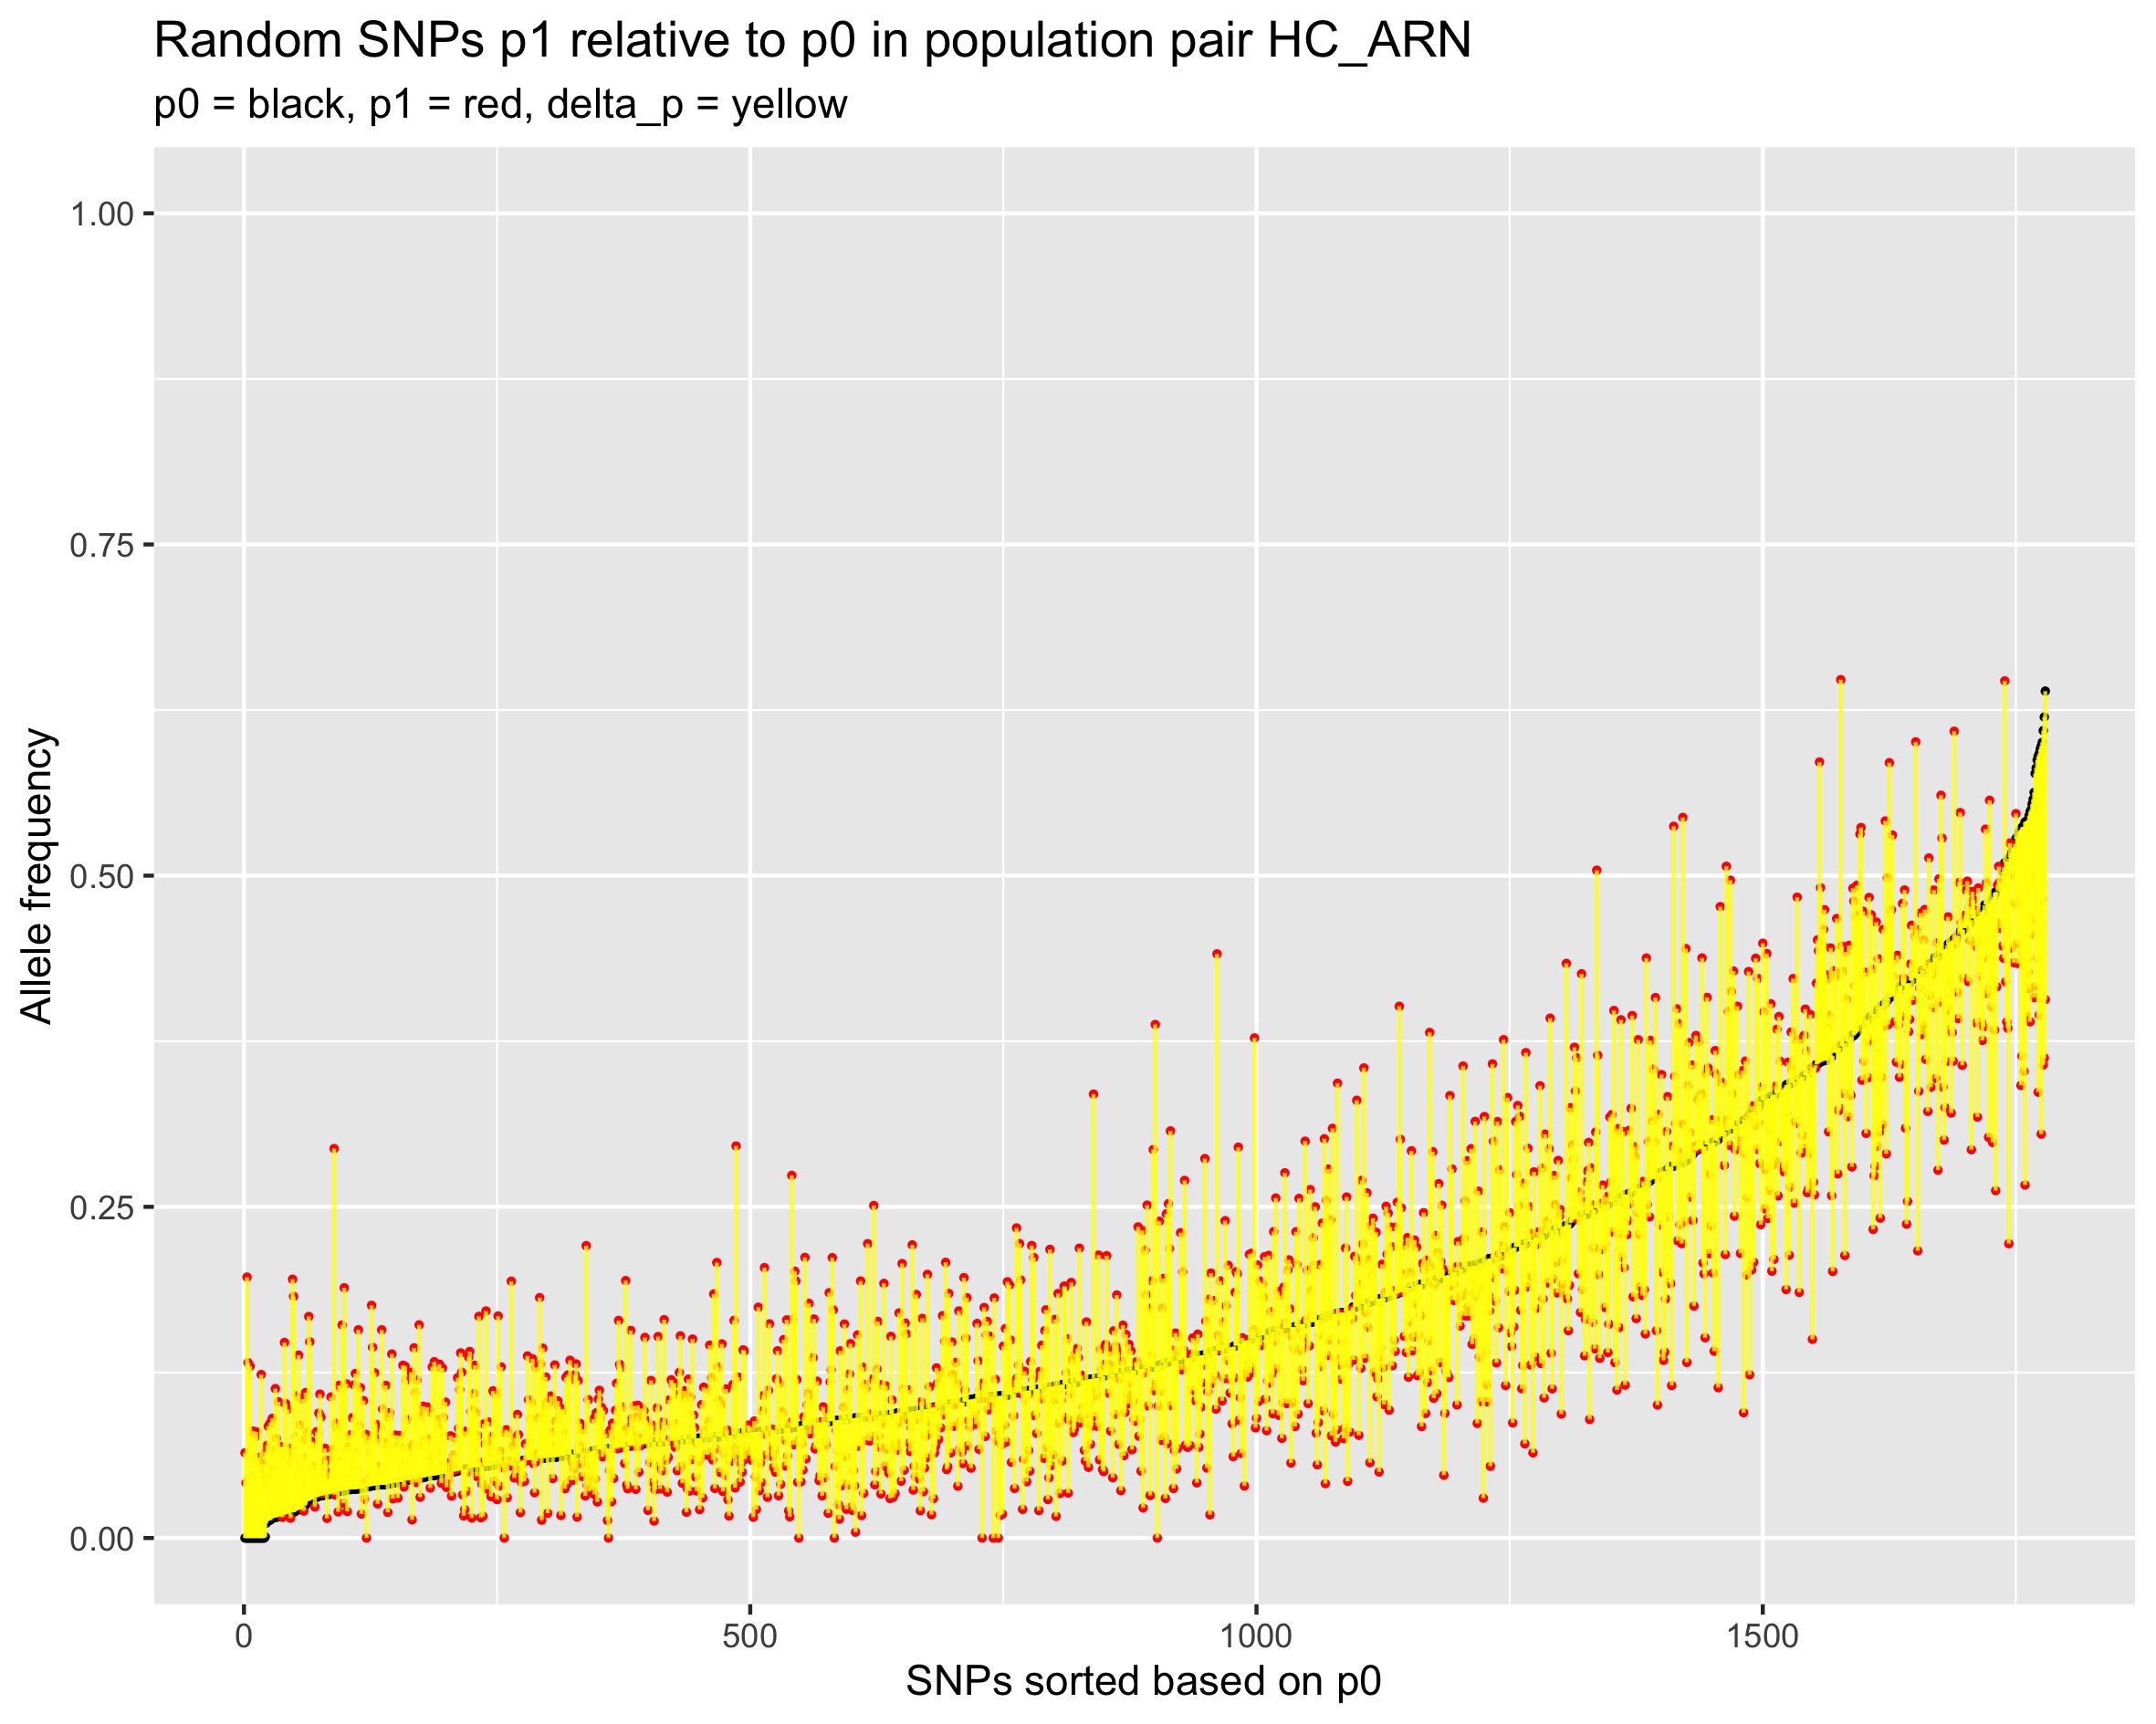 Random SNPs p1 relative to p0 in population pair HC_ARN
p0 = black, p1 = red, delta_p = yellow
Allele frequency
1.00
0.75
0.50
0.25
0.00
0 500 1000 1500
SNPs sorted based on p0